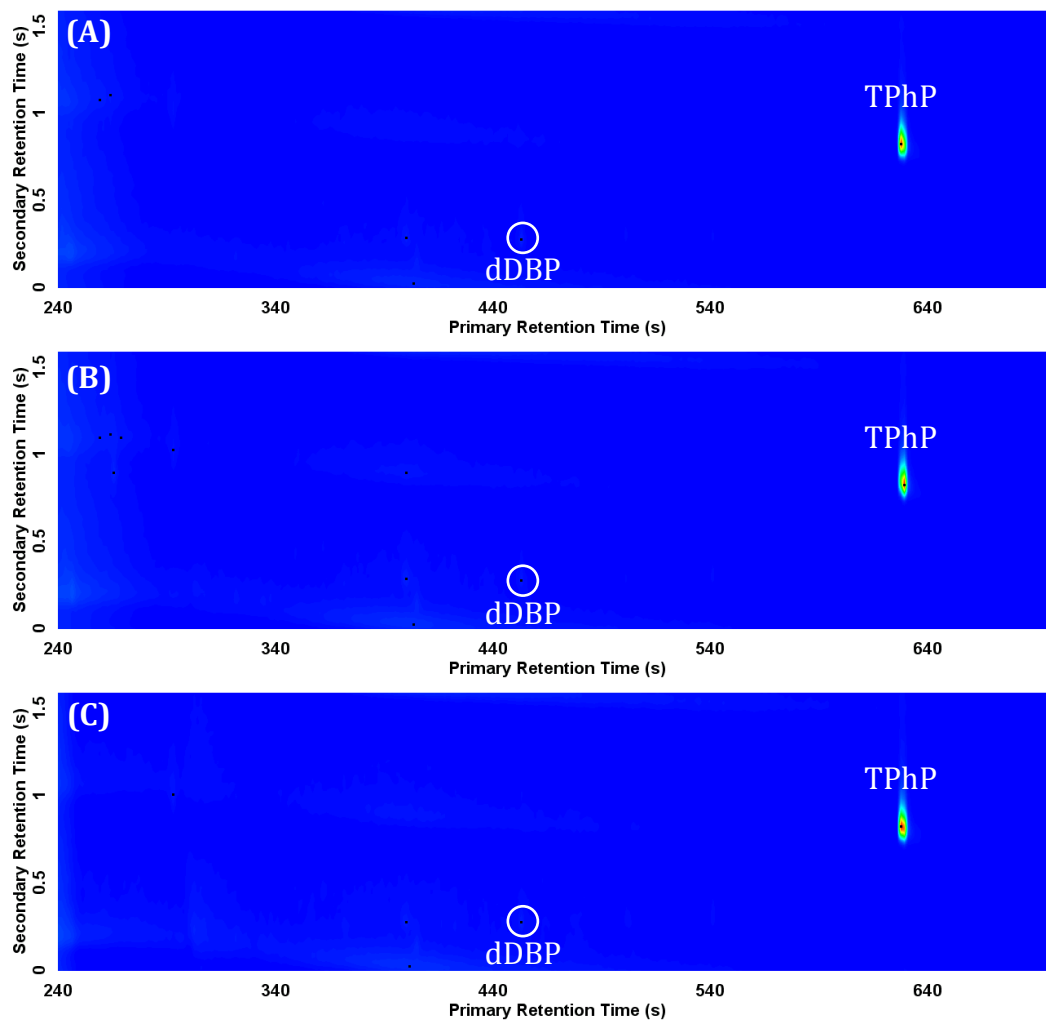 (A)
TPhP
dDBP
Secondary Retention Time (s)
0
0.5
1
1.5
240
340
440
540
640
Primary Retention Time (s)
(B)
TPhP
dDBP
Secondary Retention Time (s)
0
0.5
1
1.5
240
340
440
540
640
Primary Retention Time (s)
(C)
TPhP
dDBP
Secondary Retention Time (s)
0
0.5
1
1.5
240
340
440
540
640
Primary Retention Time (s)